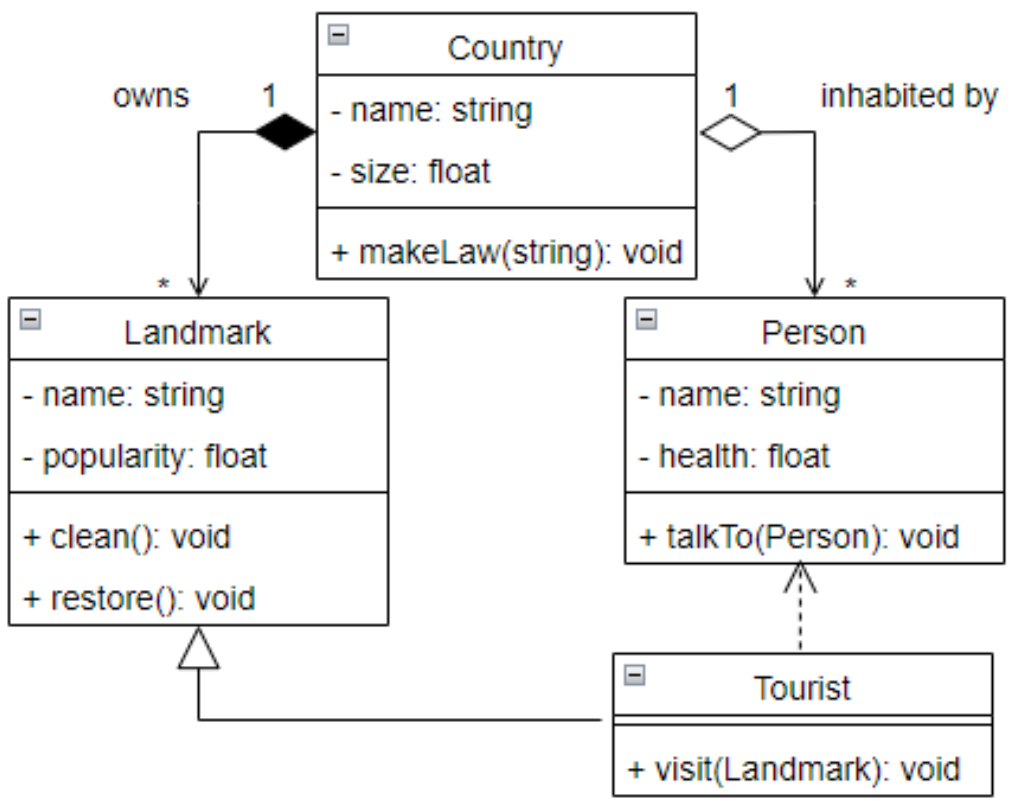 Country
owns
1
1
inhabited by
- name: string
- size: float
+ makeLaw(string): void
*
*
Landmark
- name: string
- popularity: float
+ clean(): void
+ restore(): void
Person
- name: string
- health: float
+ talkTo(Person): void
Tourist
+ visit(Landmark): void